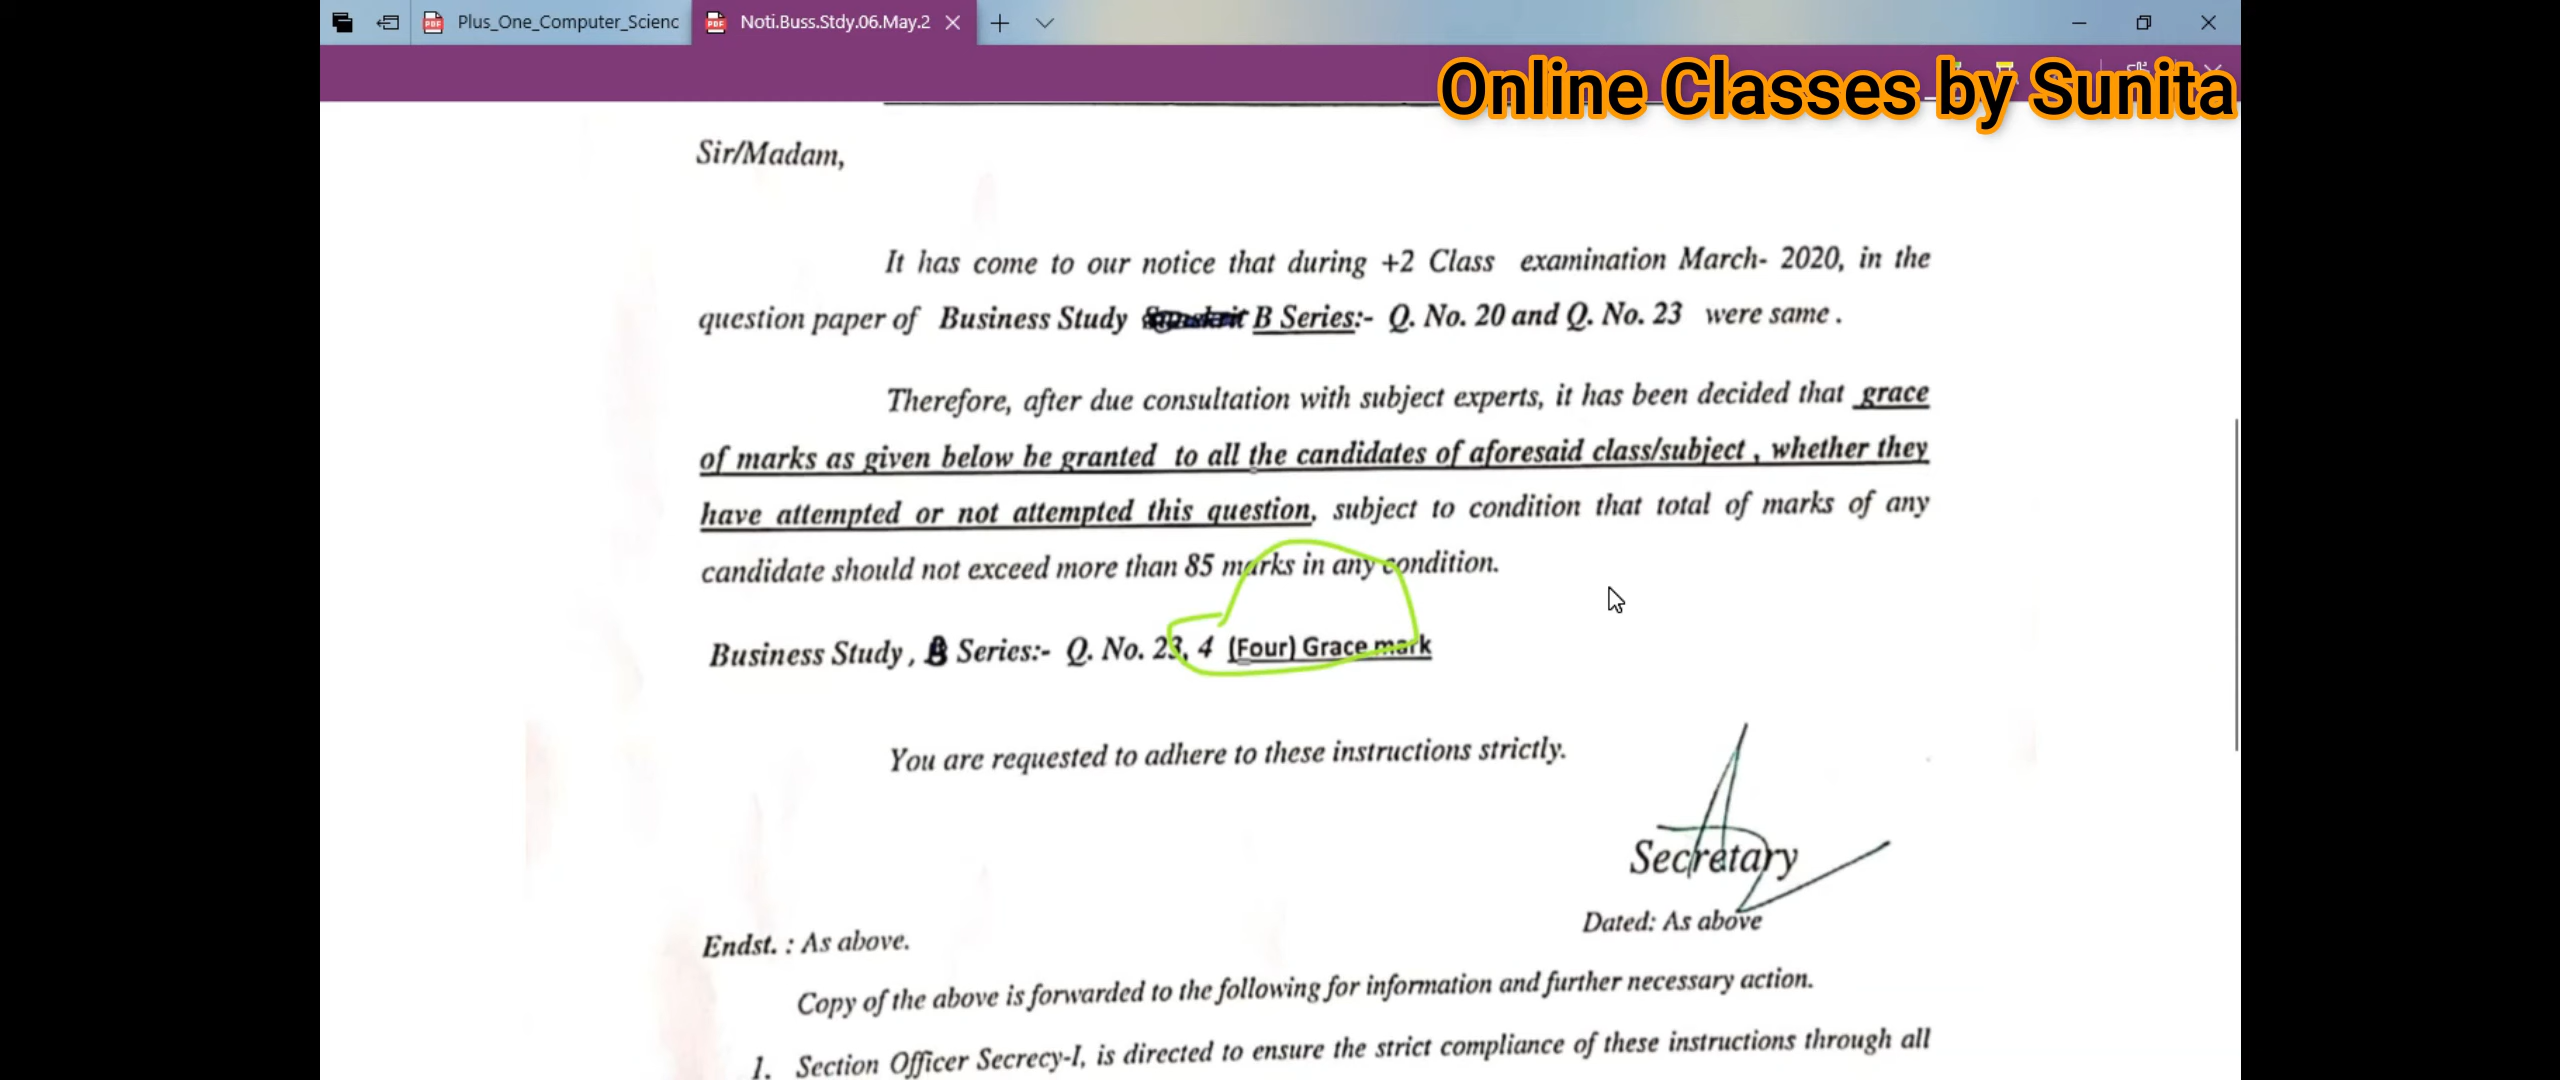 Plus_One_Computer_Scienc
Noti.Buss.Stdy.06.May.2
Online Classes by Sunita
Sir/Madam,
It has come to our notice that during +2 Class examination March- 2020, in the
question paper of Business Study B Series:- Q. No. 20 and Q. No. 23 were same .
Therefore, after due consultation with subject experts, it has been decided that grace
of marks as given below be granted to all the candidates of aforesaid class/subject , whether they
have attempted or not attempted this question, subject to condition that total of marks of any
candidate should not exceed more than 85 marks in any condition.
Business Study , B Series:- Q. No. 23, 4 (Four) Grace mark
You are requested to adhere to these instructions strictly.
Secretary
Dated: As above
Endst. : As above.
Copy of the above is forwarded to the following for information and further necessary action.
1. Section Officer Secrecy-I, is directed to ensure the strict compliance of these instructions through all